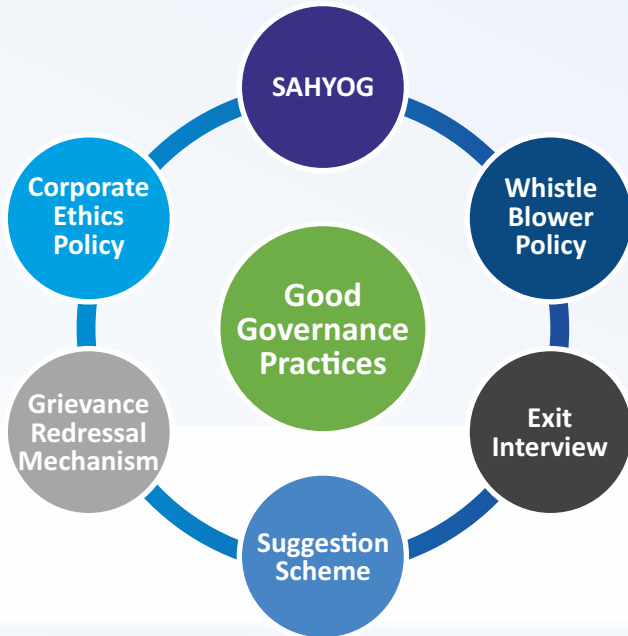 SAHYOG
Whistle
Blower
Policy
Exit
Interview
Suggestion
Scheme
Grievance
Redressal
Mechanism
Corporate
Ethics
Policy
Good
Governance
Practices